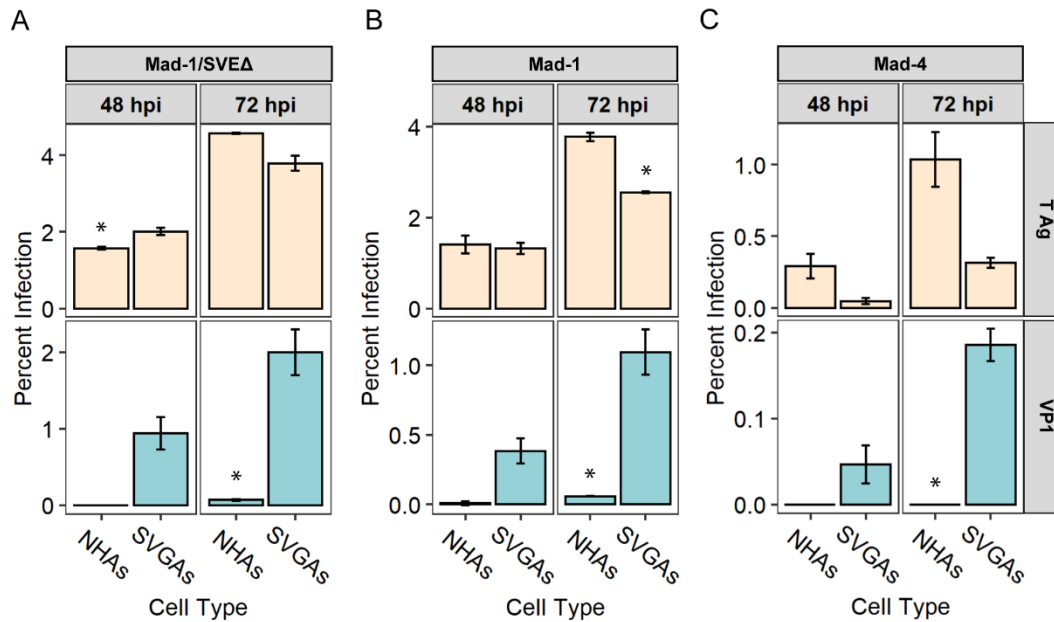 A
Mad-1/SVEΔ
48 hpi
72 hpi
Percent Infection
4
2
0
*
2
1
0
*
NHAs
SVGAs
NHAs
SVGAs
Cell Type
B
Mad-1
48 hpi
72 hpi
Percent Infection
4
2
0
*
1.0
0.5
0.0
*
NHAs
SVGAs
NHAs
SVGAs
Cell Type
C
Mad-4
48 hpi
72 hpi
Percent Infection
1.0
0.5
0.0
T Ag
0.2
0.1
0.0
*
VP1
NHAs
SVGAs
NHAs
SVGAs
Cell Type